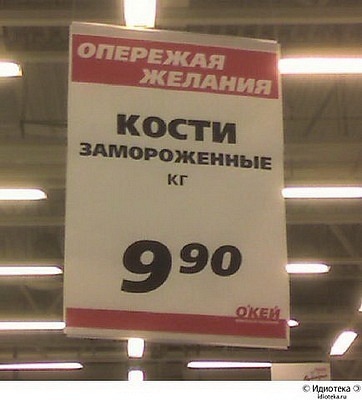 ОПЕРЕЖАЯ
ЖЕЛАНИЯ
КОСТИ
ЗАМОРОЖЕННЫЕ
КГ
9 90
О'КЕЙ
© Идиотека
idioteka.ru